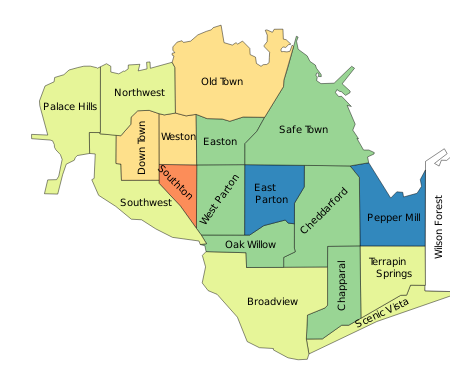 Old Town
Northwest
Palace Hills
Safe Town
Weston
Easton
Down Town
Southton
East
Parton
West Parton
Southwest
Cheddarford
Pepper Mill
Wilson Forest
Oak Willow
Terrapin
Springs
Chapparal
Broadview
Scenic Vista